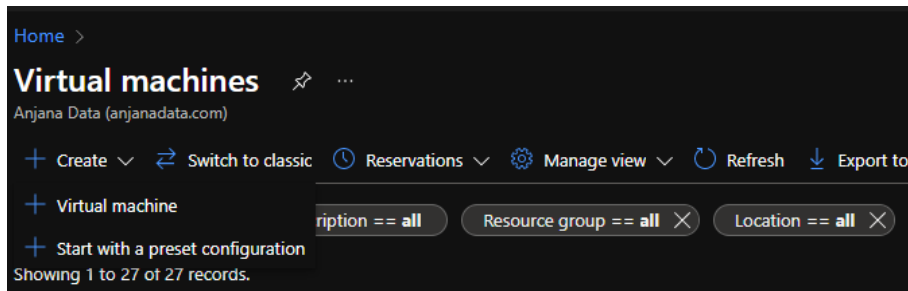 Home >
Virtual machines ...
Anjana Data (anjanadata.com)
+ Create Switch to classic Reservations Manage view Refresh Export to
+ Virtual machine
ription == all Resource group == all × Location == all ×
+ Start with a preset configuration
Showing 1 to 27 of 27 records.